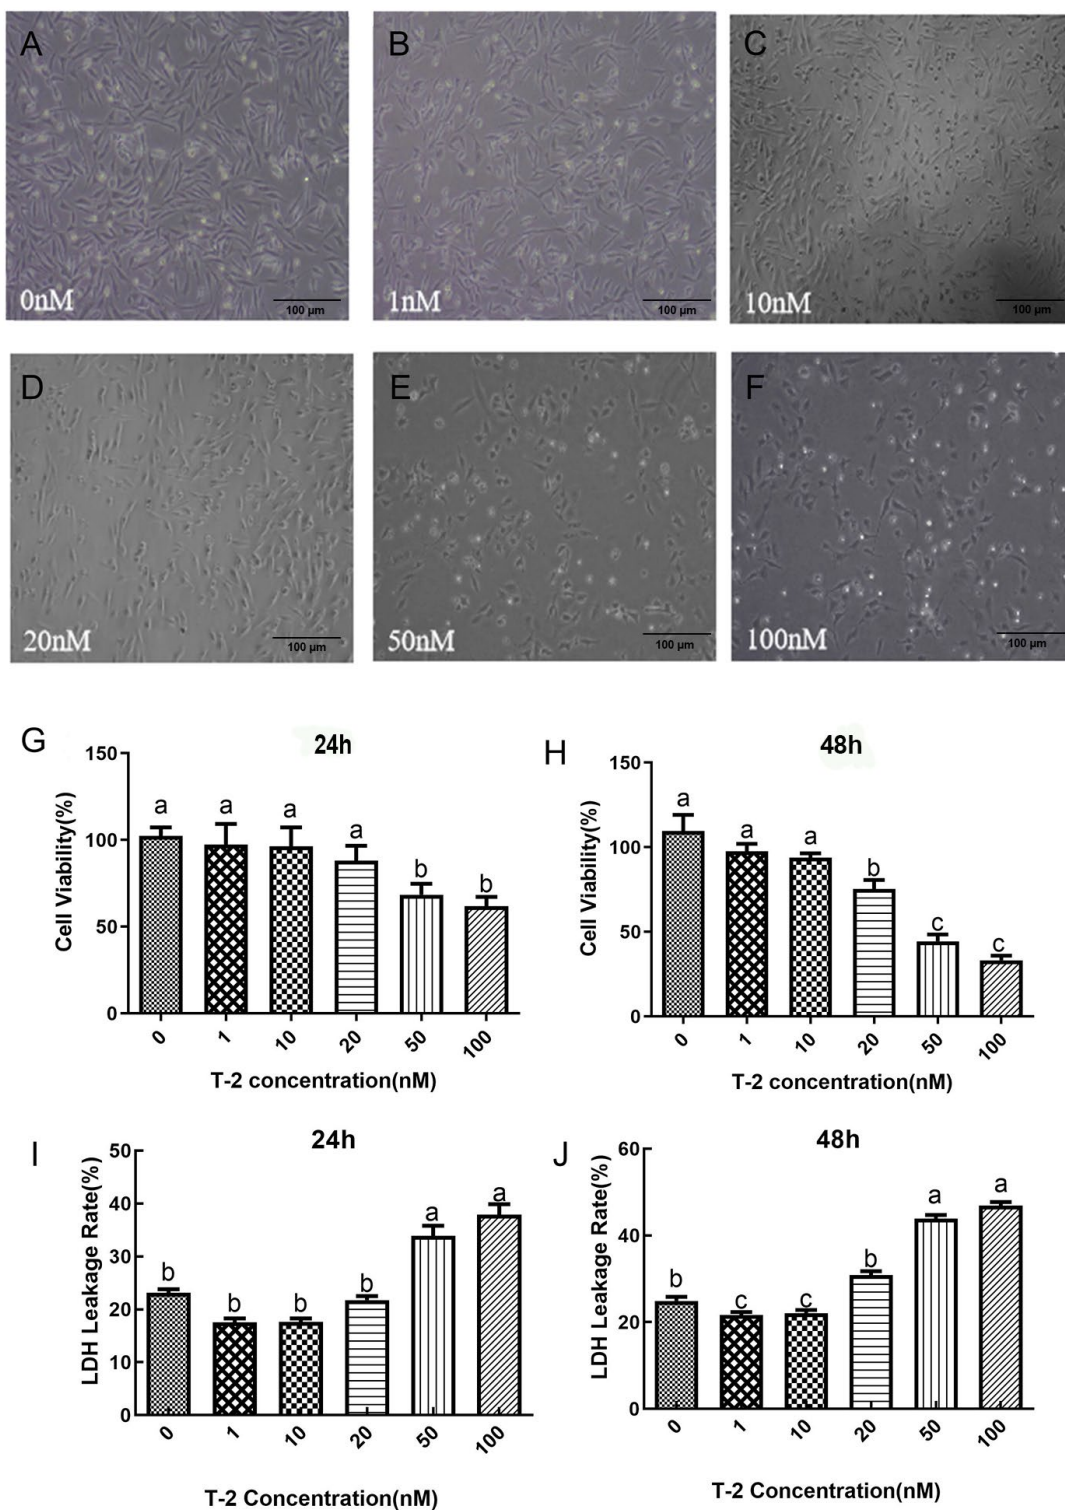 A
B
C
0nM
100 µm
1nM
100 µm
10nM
100 µm
D
E
F
20nM
100 µm
50nM
100 µm
100nM
100 µm
G
24h
Cell Viability(%)
150
100
50
0
a
a
a
a
b
b
0
1
10
20
50
100
T-2 concentration(nM)
H
48h
Cell Viability(%)
150
100
50
0
a
a
a
b
c
c
0
1
10
20
50
100
T-2 concentration(nM)
I
24h
LDH Leakage Rate(%)
50
40
30
20
10
0
b
b
b
b
a
a
0
1
10
20
50
100
T-2 Concentration(nM)
J
48h
LDH Leakage Rate(%)
60
40
20
0
b
c
c
b
a
a
0
1
10
20
50
100
T-2 Concentration(nM)